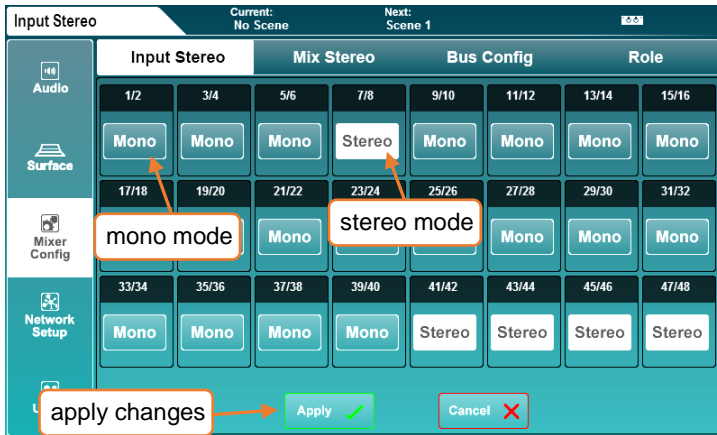 Input Stereo
Current:
No Scene
Next:
Scene 1
Audio
Surface
Mixer
Config
Network
Setup
Input Stereo Mix Stereo Bus Config Role
1/2 3/4 5/6 7/8 9/10 11/12 13/14 15/16
Mono Mono Mono Stereo Mono Mono Mono Mono
17/18 19/20 21/22 23/24 25/26 27/28 29/30 31/32
mono mode Mono stereo mode Mono Mono Mono
33/34 35/36 37/38 39/40 41/42 43/44 45/46 47/48
Mono Mono Mono Mono Stereo Stereo Stereo Stereo
apply changes Apply Cancel